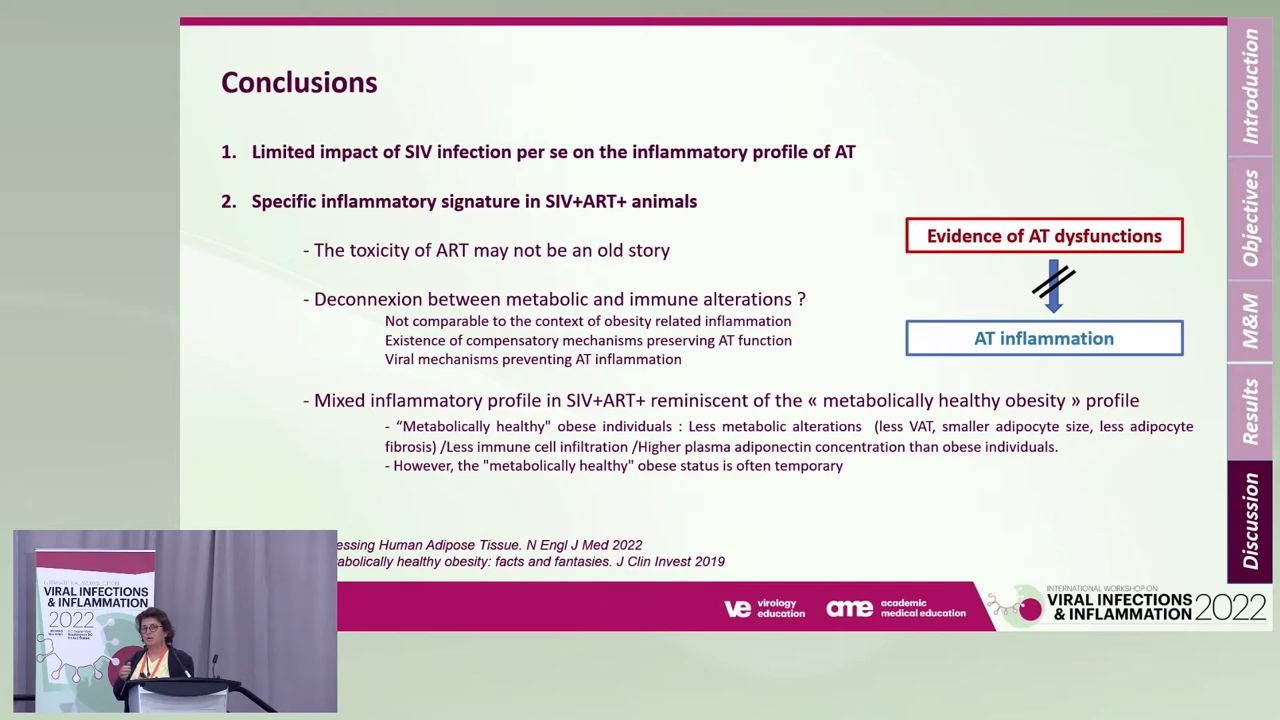 Conclusions
1. Limited impact of SIV infection per se on the inflammatory profile of AT
2. Specific inflammatory signature in SIV+ART+ animals
- The toxicity of ART may not be an old story
- Deconnexion between metabolic and immune alterations ?
Not comparable to the context of obesity related inflammation
Existence of compensatory mechanisms preserving AT function
Viral mechanisms preventing AT inflammation
Evidence of AT dysfunctions
AT inflammation
- Mixed inflammatory profile in SIV+ART+ reminiscent of the « metabolically healthy obesity » profile
- “Metabolically healthy" obese individuals : Less metabolic alterations (less VAT, smaller adipocyte size, less adipocyte
fibrosis) /Less immune cell infiltration /Higher plasma adiponectin concentration than obese individuals.
- However, the "metabolically healthy" obese status is often temporary
Human Adipose Tissue. N Engl J Med 2022
healthy obesity: facts and fantasies. J Clin Invest 2019
Introduction
Objectives
M&M
Results
Discussion
INTERNATIONAL WORKSHOP ON
VIRAL INFECTIONS
& INFLAMMATION
2022
ve virology
education
ame academic
medical education
INTERNATIONAL WORKSHOP ON
VIRAL INFECTIONS
& INFLAMMATION 2022